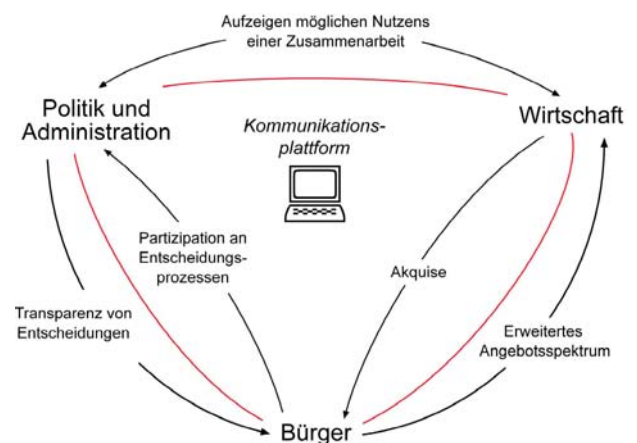 Aufzeigen möglichen Nutzens
einer Zusammenarbeit
Politik und
Administration
Wirtschaft
Kommunikations-
plattform
Partizipation an
Entscheidungs-
prozessen
Akquise
Transparenz von
Entscheidungen
Erweitertes
Angebotsspektrum
Bürger